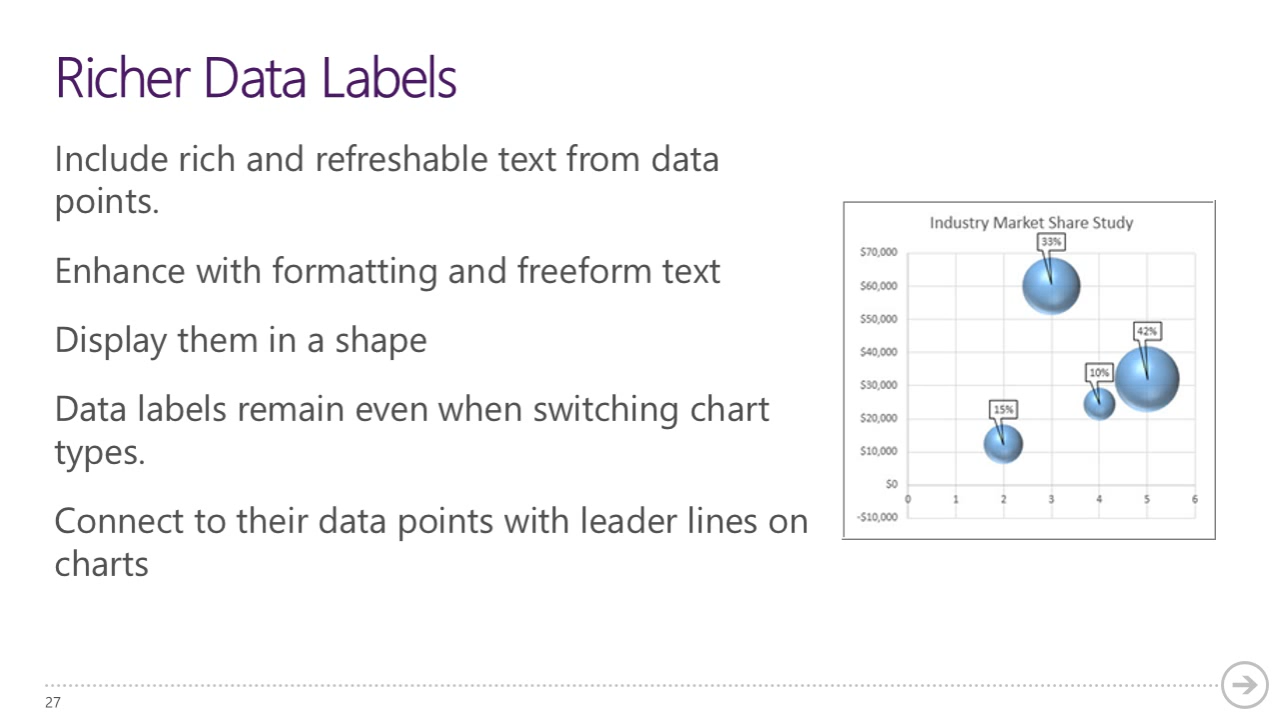 Richer Data Labels
Include rich and refreshable text from data
points.
Enhance with formatting and freeform text
Display them in a shape
Data labels remain even when switching chart
types.
Connect to their data points with leader lines on
charts
Industry Market Share Study
33%
$70,000
$60,000
$50,000
42%
$40,000
10%
$30,000
15%
$20,000
$10,000
$0
0 1 2 3 4 5 6
-$10,000
27